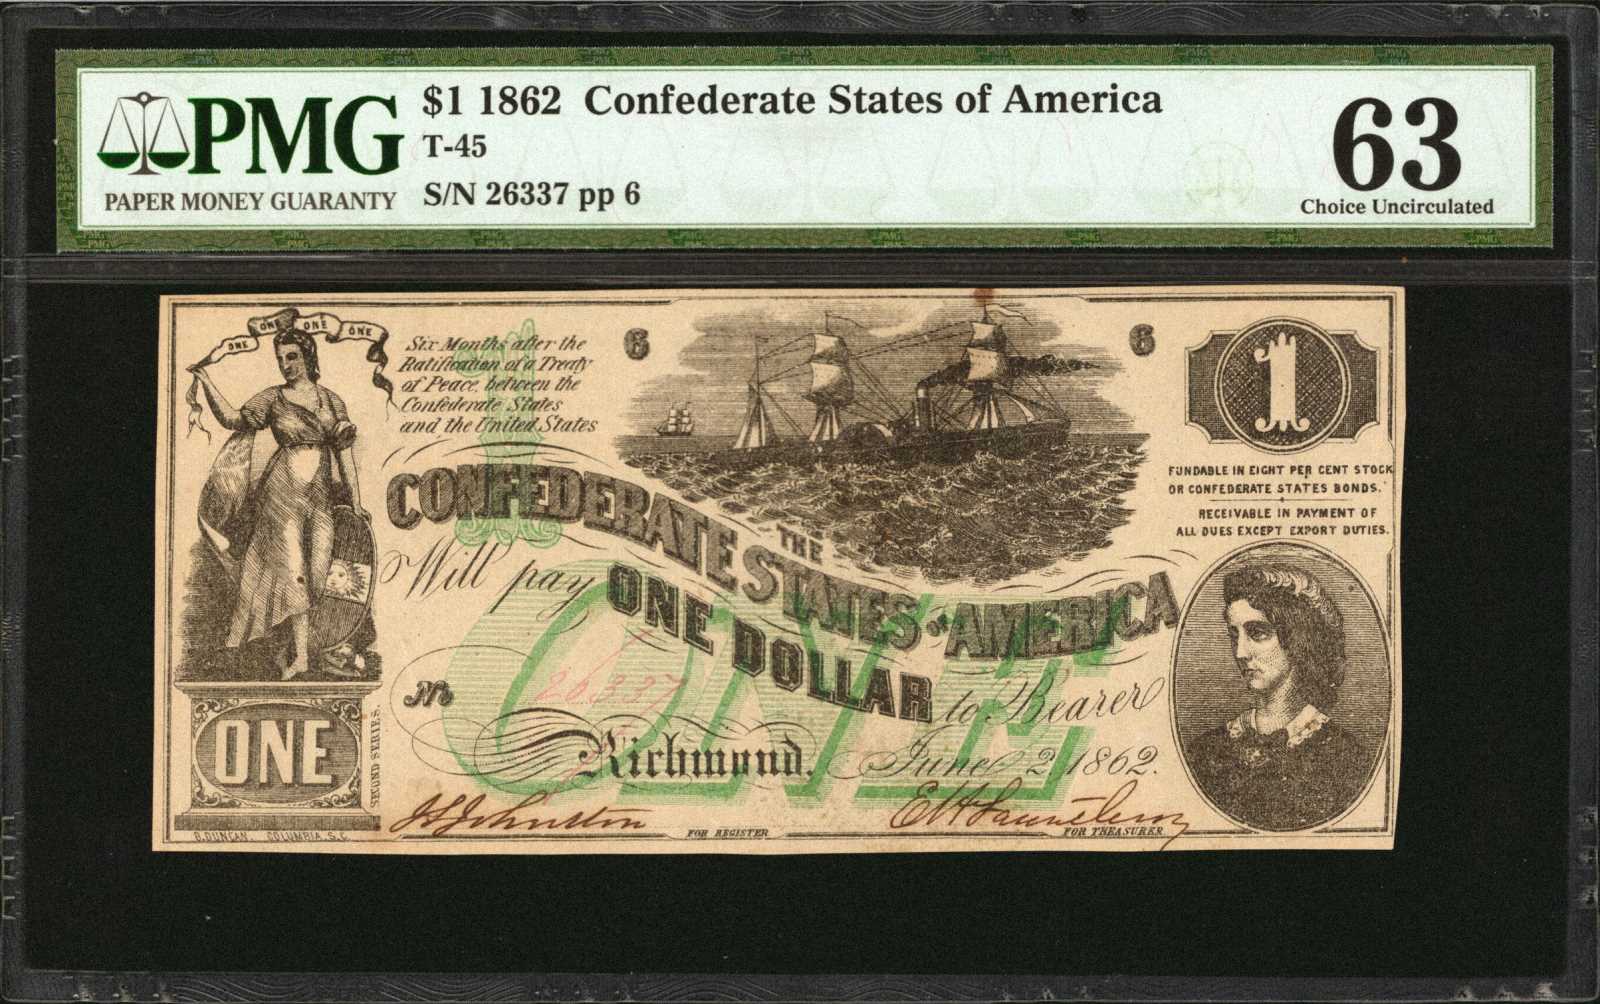 PMG
PAPER MONEY GUARANTY
$1 1862 Confederate States of America
T-45
S/N 26337 pp 6
63
Choice Uncirculated
ONE ONE ONE ONE
Six Months after the
Ratification of a Treaty
of Peace, between the
Confederate States
and the United States
6
6
1
1
FUNDABLE IN EIGHT PER CENT STOCK
OR CONFEDERATE STATES BONDS.
RECEIVABLE IN PAYMENT OF
ALL DUES EXCEPT EXPORT DUTIES.
THE
CONFEDERATE STATES OF AMERICA
Will pay ONE DOLLAR to Bearer
ONE
No 26337
Richmond, June 2 1862.
ONE
SECOND SERIES.
FOR REGISTER
FOR TREASURER
B. DUNCAN. COLUMBIA, S.C.